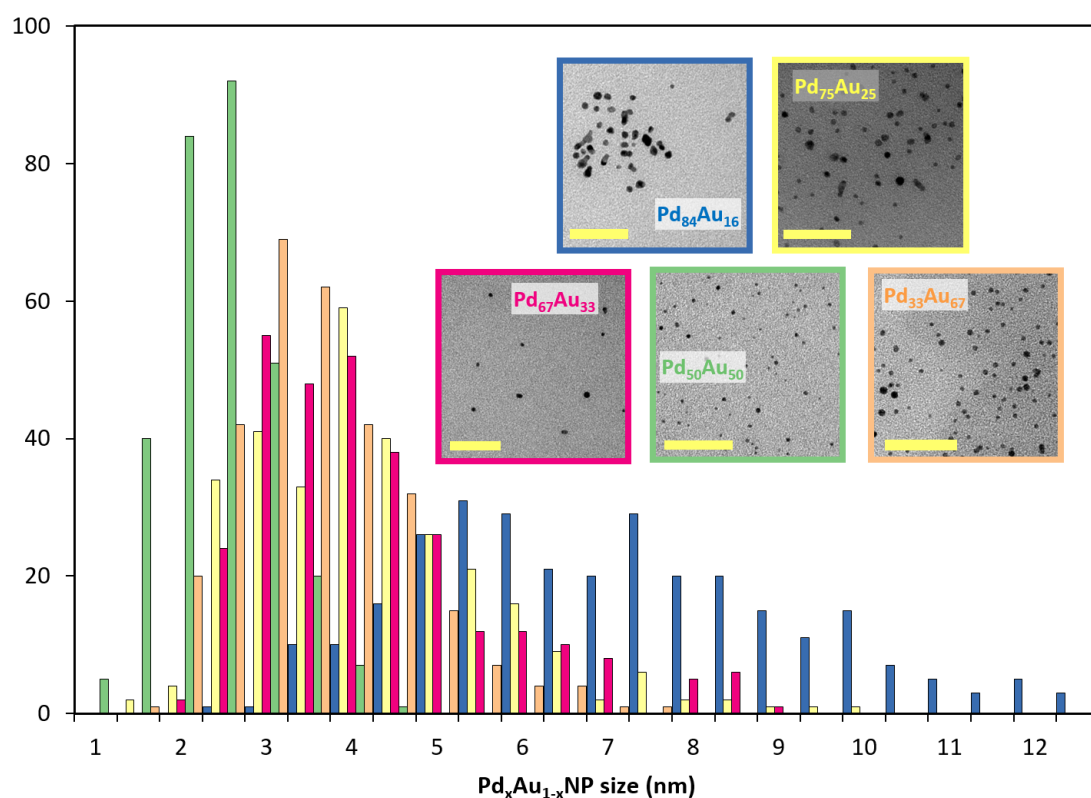 100
80
60
40
20
0
1 2 3 4 5 6 7 8 9 10 11 12
PdₓAu₁₋ₓNP size (nm)
Pd₈₄Au₁₆
Pd₇₅Au₂₅
Pd₆₇Au₃₃
Pd₅₀Au₅₀
Pd₃₃Au₆₇